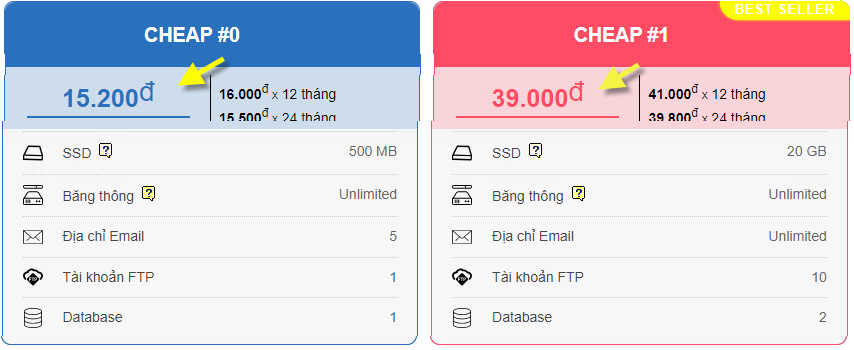 CHEAP #0
15.200đ
16.000đ x 12 tháng
15.500đ x 24 tháng
SSD
500 MB
Băng thông
Unlimited
Địa chỉ Email
5
Tài khoản FTP
1
Database
1
BEST SELLER
CHEAP #1
39.000đ
41.000đ x 12 tháng
39.800đ x 24 tháng
SSD
20 GB
Băng thông
Unlimited
Địa chỉ Email
Unlimited
Tài khoản FTP
10
Database
2